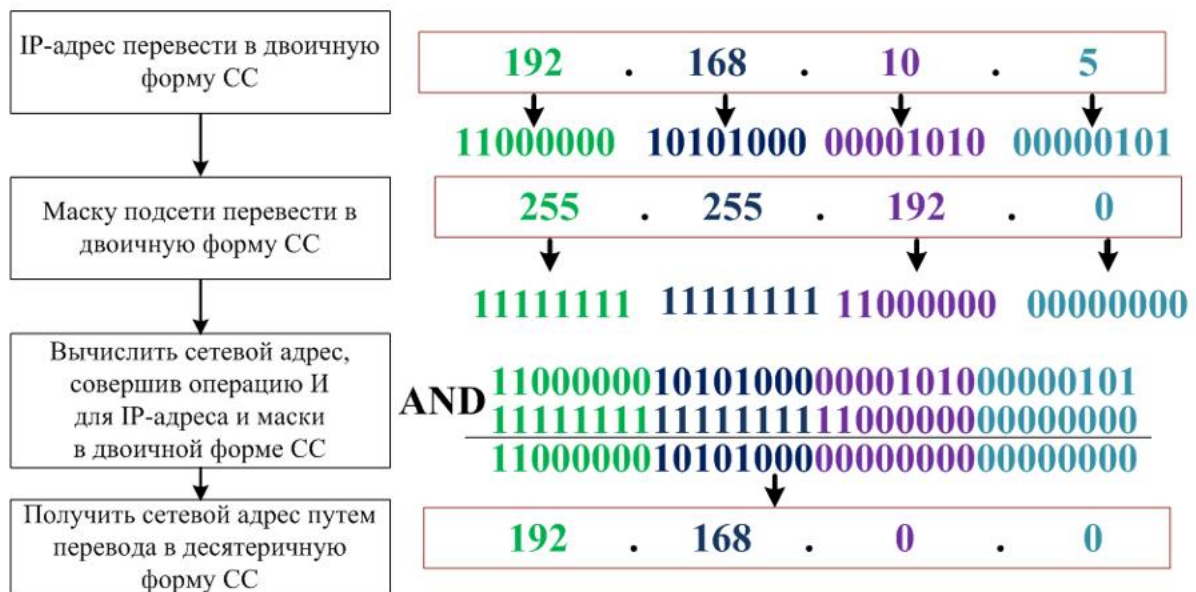 IP-адрес перевести в двоичную
форму СС
192 . 168 . 10 . 5
11000000 10101000 00001010 00000101
Маску подсети перевести в
двоичную форму СС
255 . 255 . 192 . 0
11111111 11111111 11000000 00000000
Вычислить сетевой адрес,
совершив операцию И
для IP-адреса и маски
в двоичной форме СС
AND
11000000101010000000101000000101
11111111111111111100000000000000
11000000101010000000000000000000
Получить сетевой адрес путем
перевода в десятеричную
форму СС
192 . 168 . 0 . 0